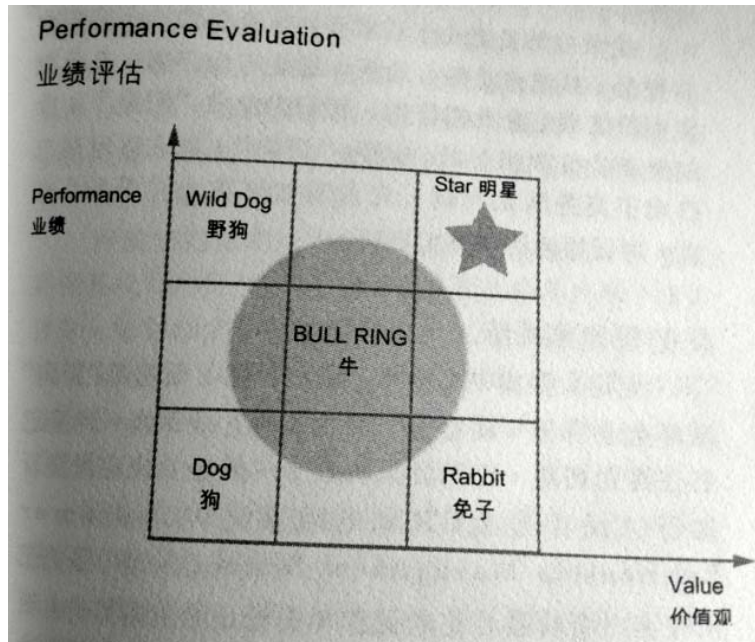 Performance Evaluation
业绩评估
Performance
业绩
Wild Dog
野狗
Star 明星
BULL RING
牛
Dog
狗
Rabbit
兔子
Value
价值观